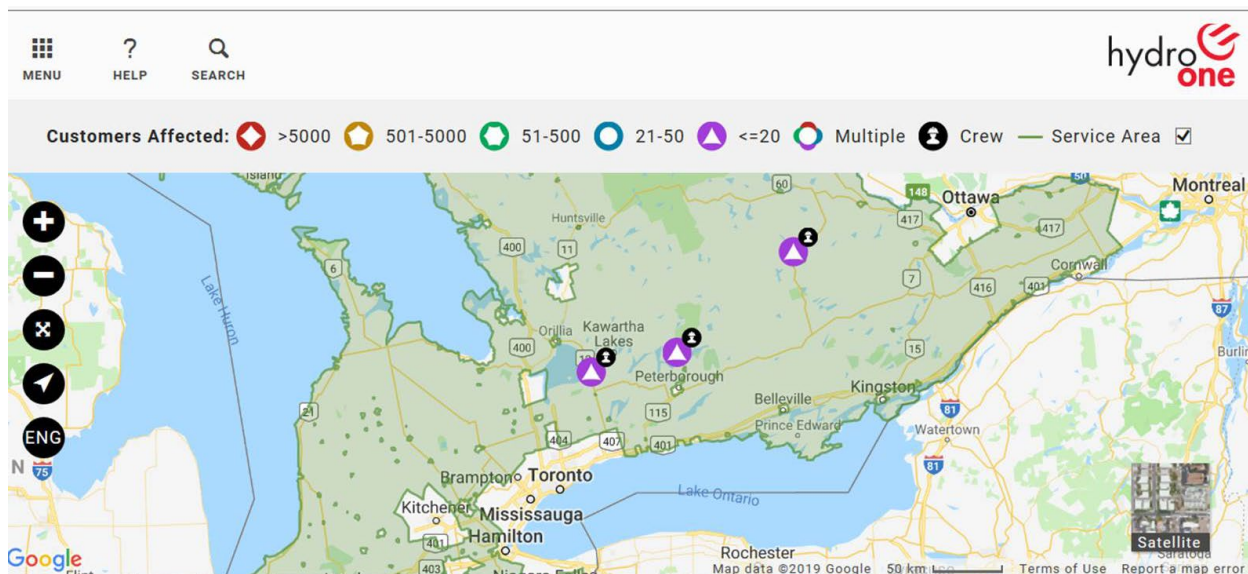 MENU
HELP
SEARCH
hydro one
Customers Affected: >5000 501-5000 51-500 21-50 <=20 Multiple Crew Service Area
Island
60
148
50
Montreal
Ottawa
417
417
Huntsville
400
11
6
7
Cornwall
416
401
87
Lake Huron
Orillia
Kawartha Lakes
400
15
Peterborough
Kingston
Belleville
21
115
81
Prince Edward
Watertown
ENG
404
407
401
75
81
Brampton
Toronto
Lake Ontario
Kitchener
Mississauga
401
Hamilton
Satellite
Google
403
Rochester
Map data ©2019 Google 50 km Terms of Use Report a map error